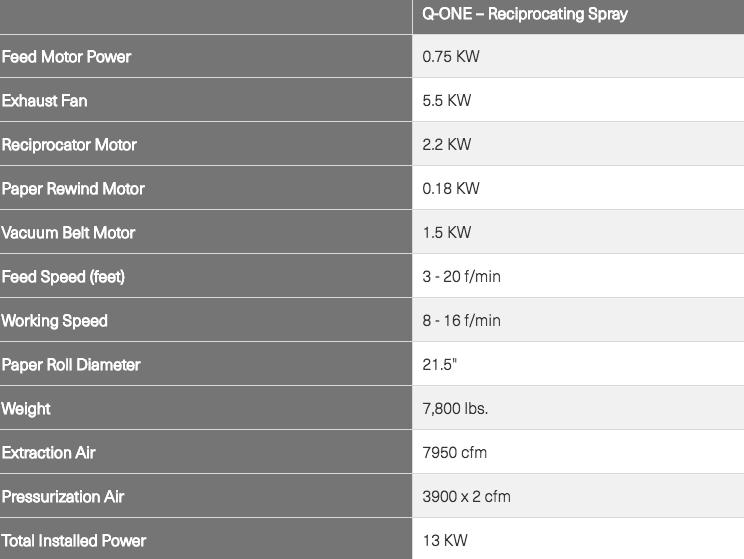 Q-ONE – Reciprocating Spray
Feed Motor Power 0.75 KW
Exhaust Fan 5.5 KW
Reciprocator Motor 2.2 KW
Paper Rewind Motor 0.18 KW
Vacuum Belt Motor 1.5 KW
Feed Speed (feet) 3 - 20 f/min
Working Speed 8 - 16 f/min
Paper Roll Diameter 21.5"
Weight 7,800 lbs.
Extraction Air 7950 cfm
Pressurization Air 3900 x 2 cfm
Total Installed Power 13 KW